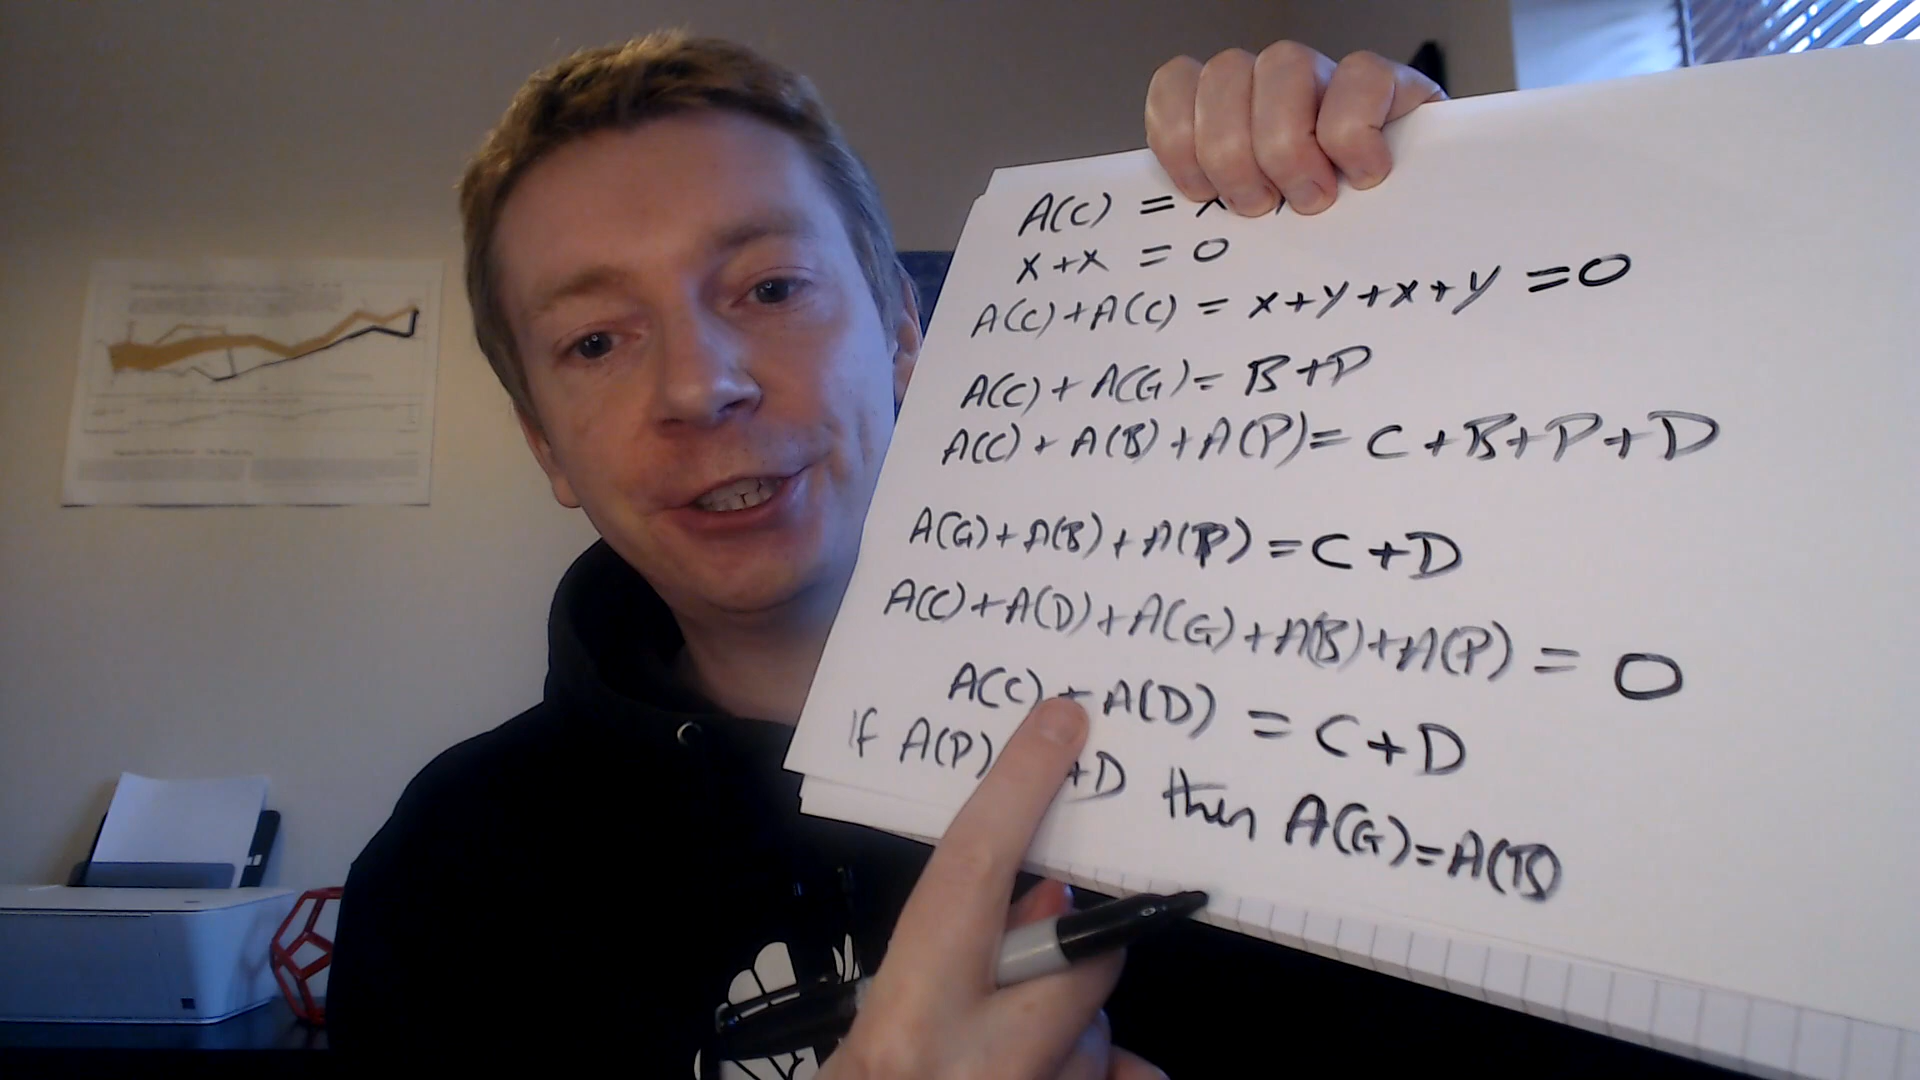 A(C) =
x + x = 0
A(C) + A(C) = x + y + x + y = 0
A(C) + A(G) = B + P
A(C) + A(B) + A(P) = C + B + P + D
A(G) + A(B) + A(P) = C + D
A(C) + A(D) + A(G) + A(B) + A(P) = 0
A(C) + A(D) = C + D
If A(P) +D then A(G) = A(B)